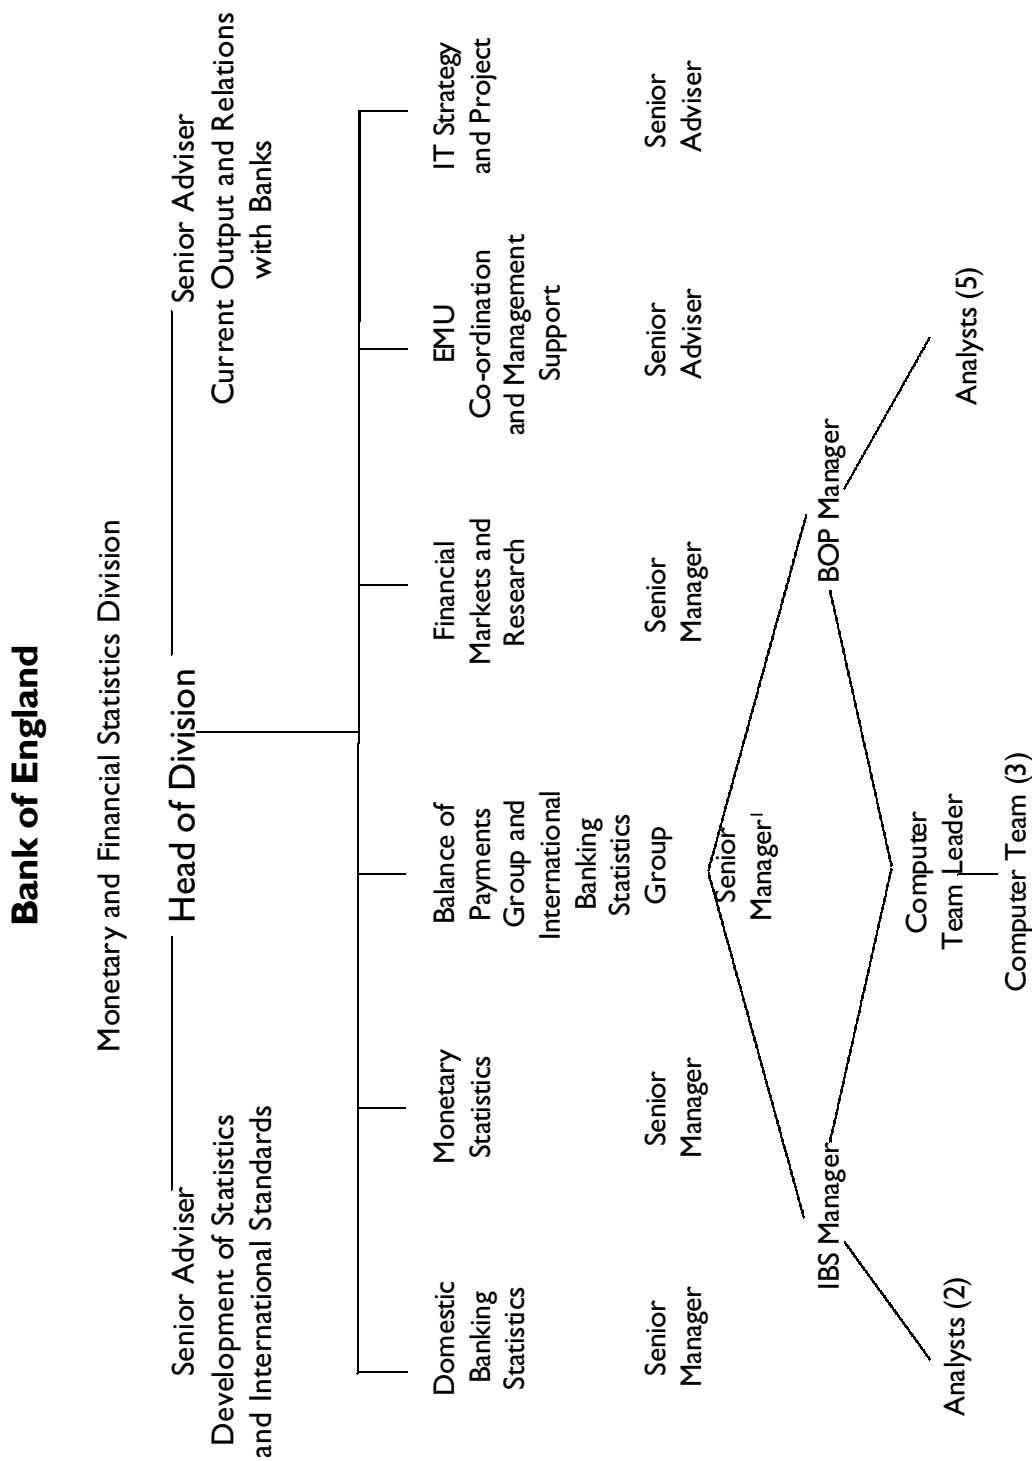 Bank of England
Monetary and Financial Statistics Division
Senior Adviser
Development of Statistics
and International Standards
Head of Division
Senior Adviser
Current Output and Relations
with Banks
Domestic
Banking
Statistics
Senior
Manager
Monetary
Statistics
Senior
Manager
Balance of
Payments
Group and
International
Banking
Statistics
Group
Senior
Manager¹
Financial
Markets and
Research
Senior
Manager
EMU
Co-ordination
and Management
Support
Senior
Adviser
IT Strategy
and Project
Senior
Adviser
IBS Manager
BOP Manager
Analysts (2)
Computer
Team Leader
Analysts (5)
Computer Team (3)